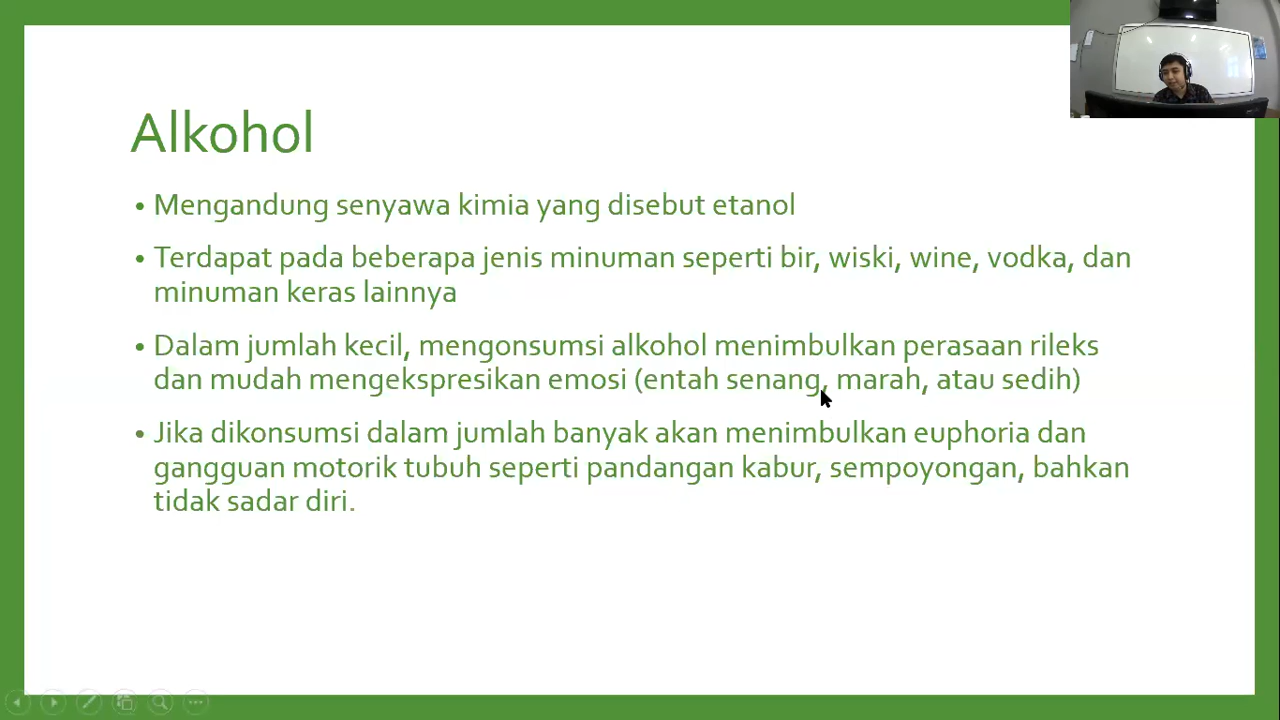 Alkohol
• Mengandung senyawa kimia yang disebut etanol
• Terdapat pada beberapa jenis minuman seperti bir, wiski, wine, vodka, dan
minuman keras lainnya
• Dalam jumlah kecil, mengonsumsi alkohol menimbulkan perasaan rileks
dan mudah mengekspresikan emosi (entah senang, marah, atau sedih)
• Jika dikonsumsi dalam jumlah banyak akan menimbulkan euphoria dan
gangguan motorik tubuh seperti pandangan kabur, sempoyongan, bahkan
tidak sadar diri.